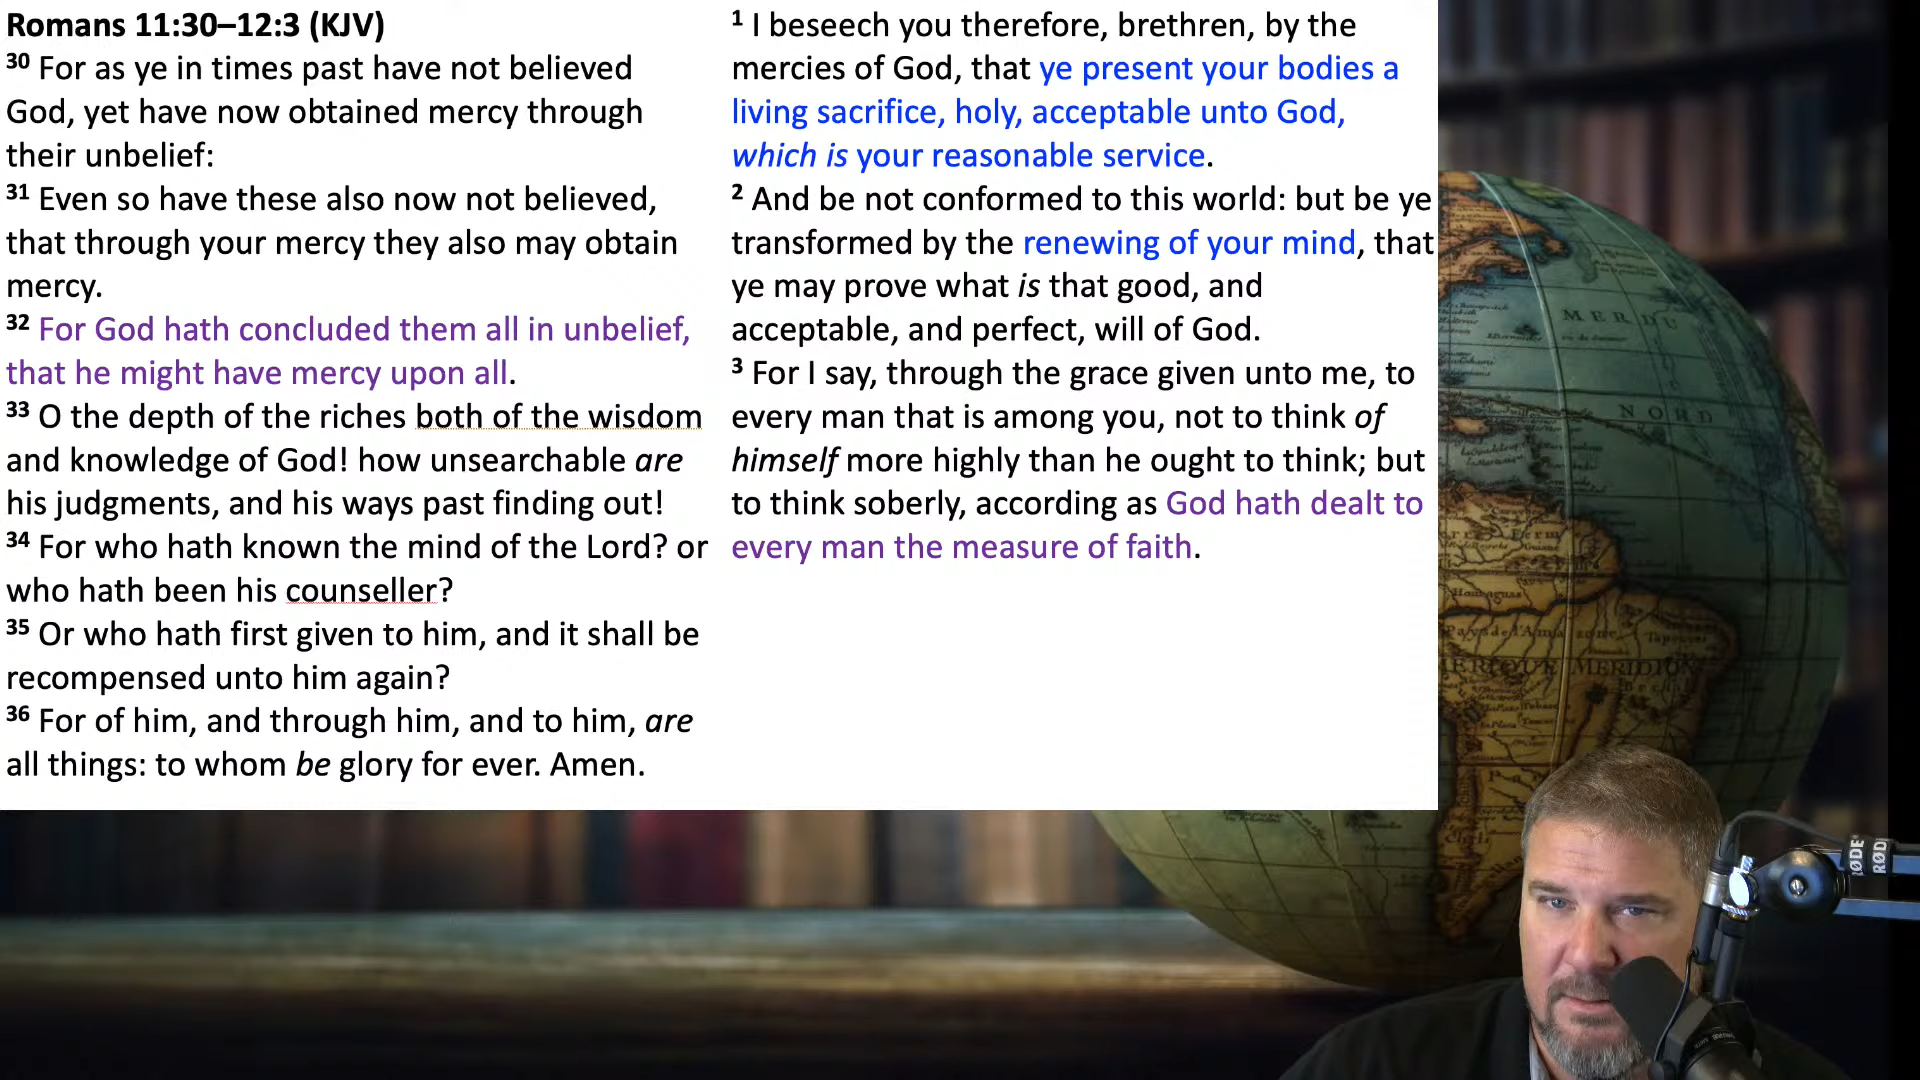 Romans 11:30–12:3 (KJV)
30 For as ye in times past have not believed
God, yet have now obtained mercy through
their unbelief:
31 Even so have these also now not believed,
that through your mercy they also may obtain
mercy.
32 For God hath concluded them all in unbelief,
that he might have mercy upon all.
33 O the depth of the riches both of the wisdom
and knowledge of God! how unsearchable are
his judgments, and his ways past finding out!
34 For who hath known the mind of the Lord? or
who hath been his counseller?
35 Or who hath first given to him, and it shall be
recompensed unto him again?
36 For of him, and through him, and to him, are
all things: to whom be glory for ever. Amen.
1 I beseech you therefore, brethren, by the
mercies of God, that ye present your bodies a
living sacrifice, holy, acceptable unto God,
which is your reasonable service.
2 And be not conformed to this world: but be ye
transformed by the renewing of your mind, that
ye may prove what is that good, and
acceptable, and perfect, will of God.
3 For I say, through the grace given unto me, to
every man that is among you, not to think of
himself more highly than he ought to think; but
to think soberly, according as God hath dealt to
every man the measure of faith.
MER DU
NORD
MERIDION
RØDE
RØD